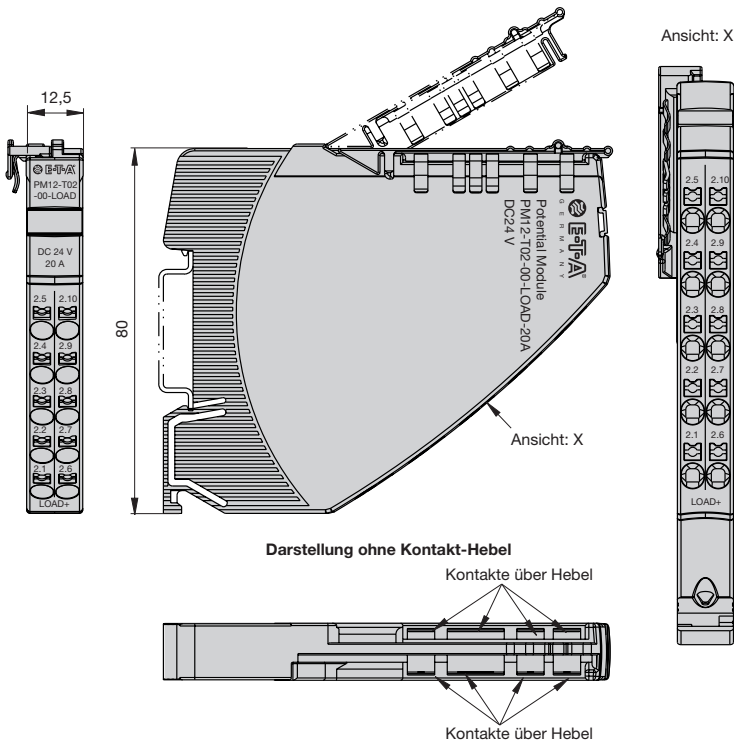 Ansicht: X
12,5
E-T-A
PM12-T02
-00-LOAD
DC 24 V
20 A
2.5 2.10
2.4 2.9
2.3 2.8
2.2 2.7
2.1 2.6
LOAD+
80
E-T-A®
GERMANY
Potential Module
PM12-T02-00-LOAD-20A
DC24 V
Ansicht: X
2.5 2.10
2.4 2.9
2.3 2.8
2.2 2.7
2.1 2.6
LOAD+
Darstellung ohne Kontakt-Hebel
Kontakte über Hebel
Kontakte über Hebel